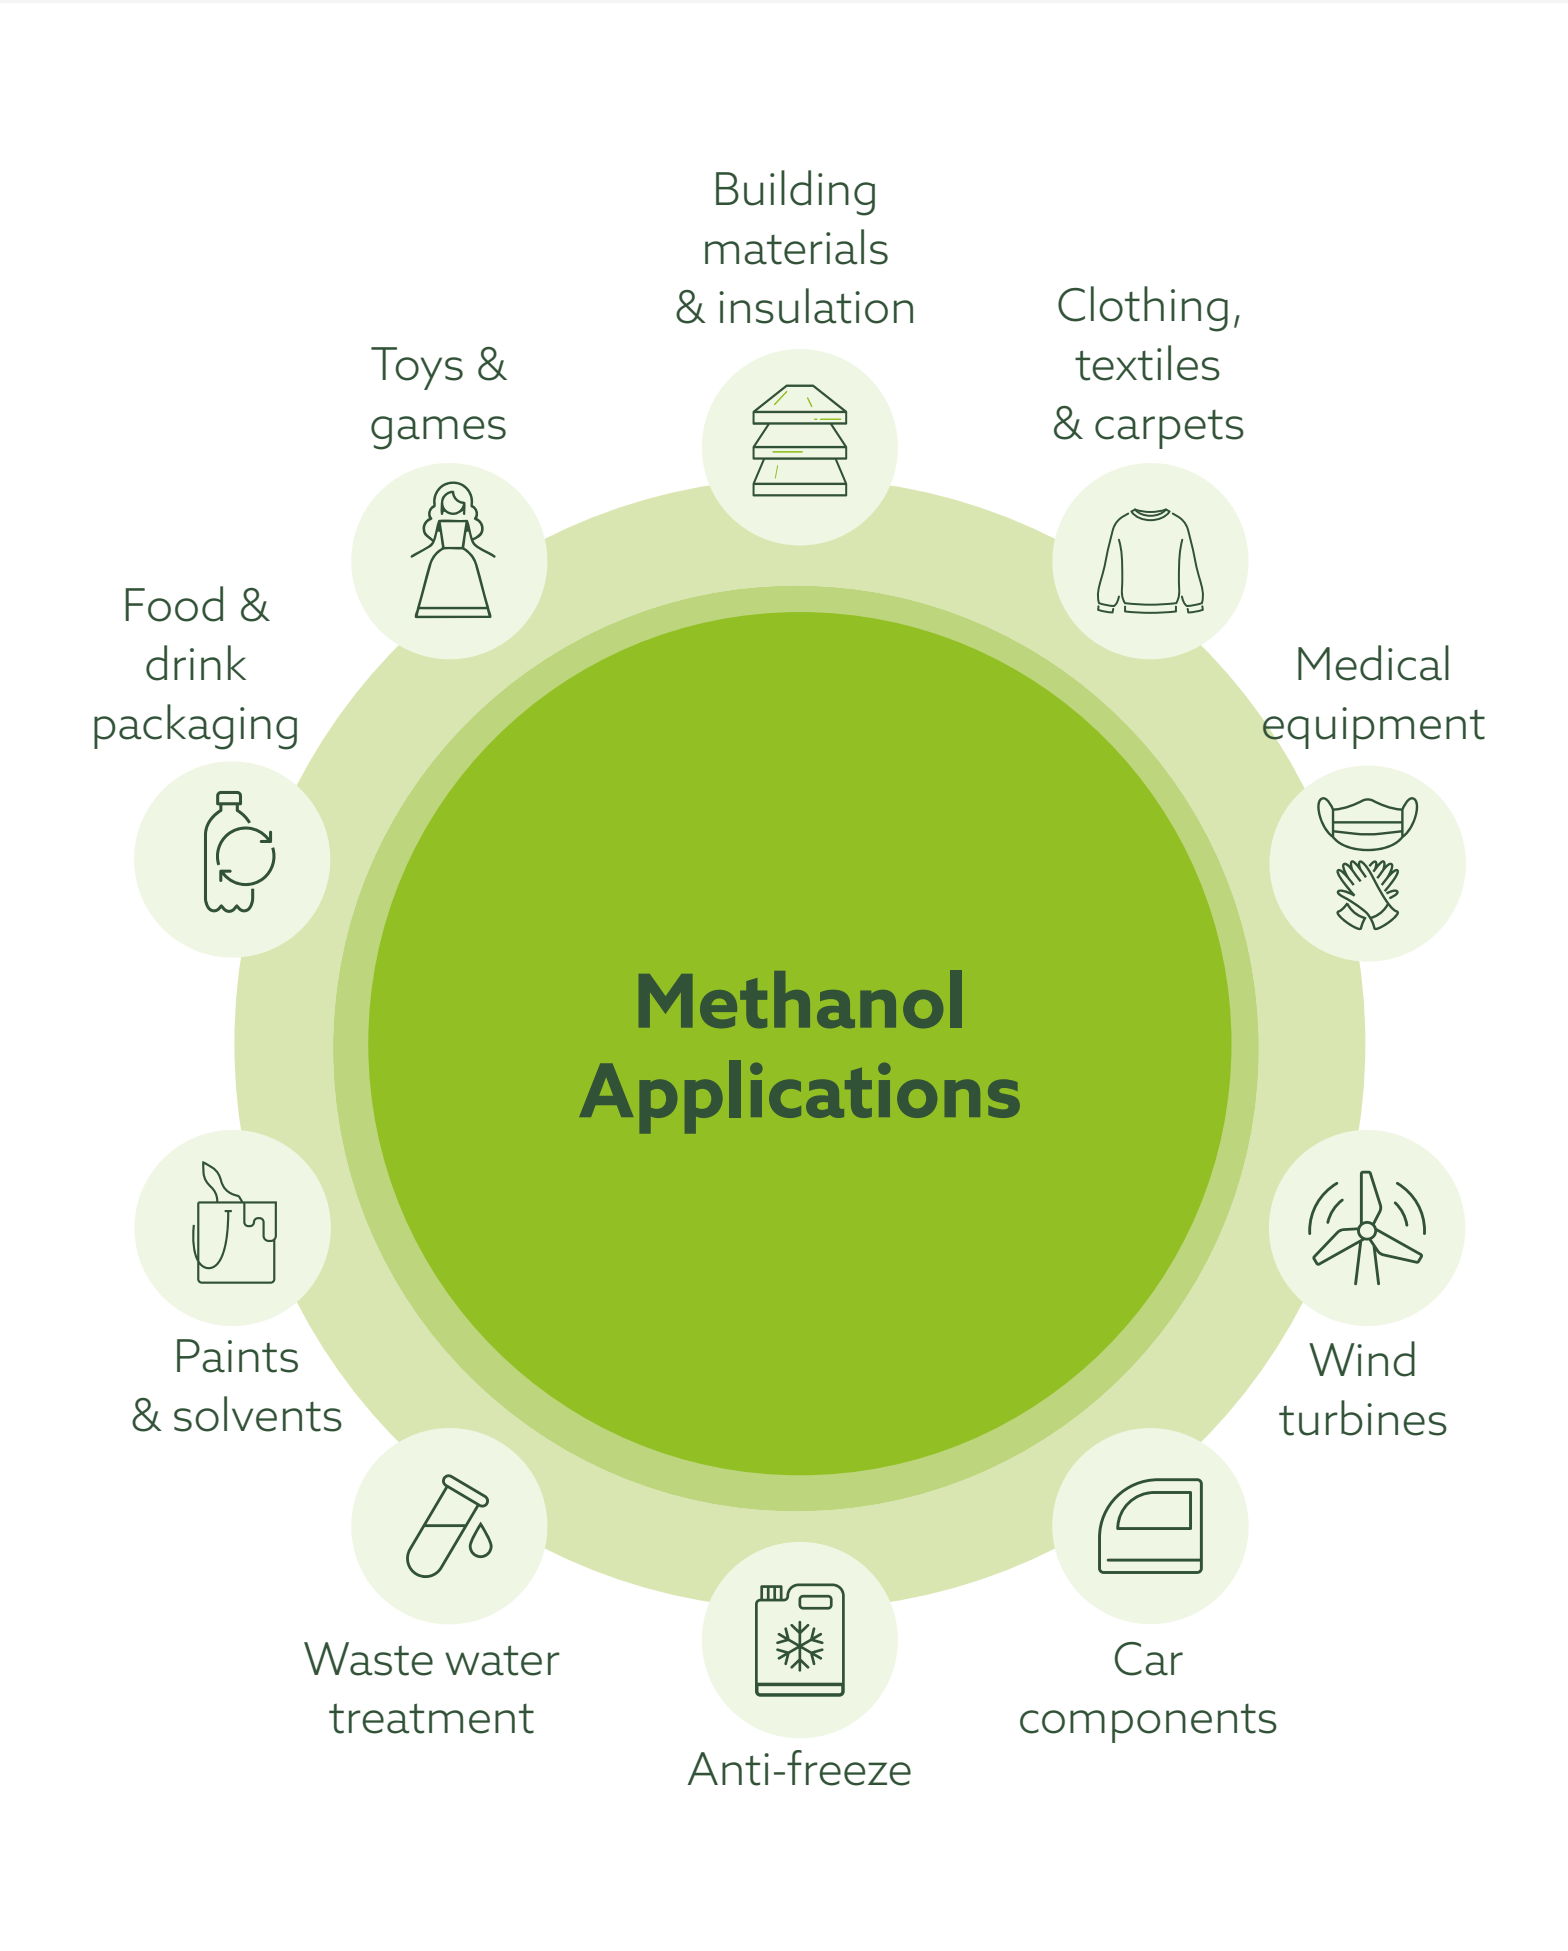 Building
materials
& insulation
Clothing,
textiles
& carpets
Toys &
games
Food &
drink
packaging
Medical
equipment
Methanol
Applications
Paints
& solvents
Wind
turbines
Waste water
treatment
Car
components
Anti-freeze